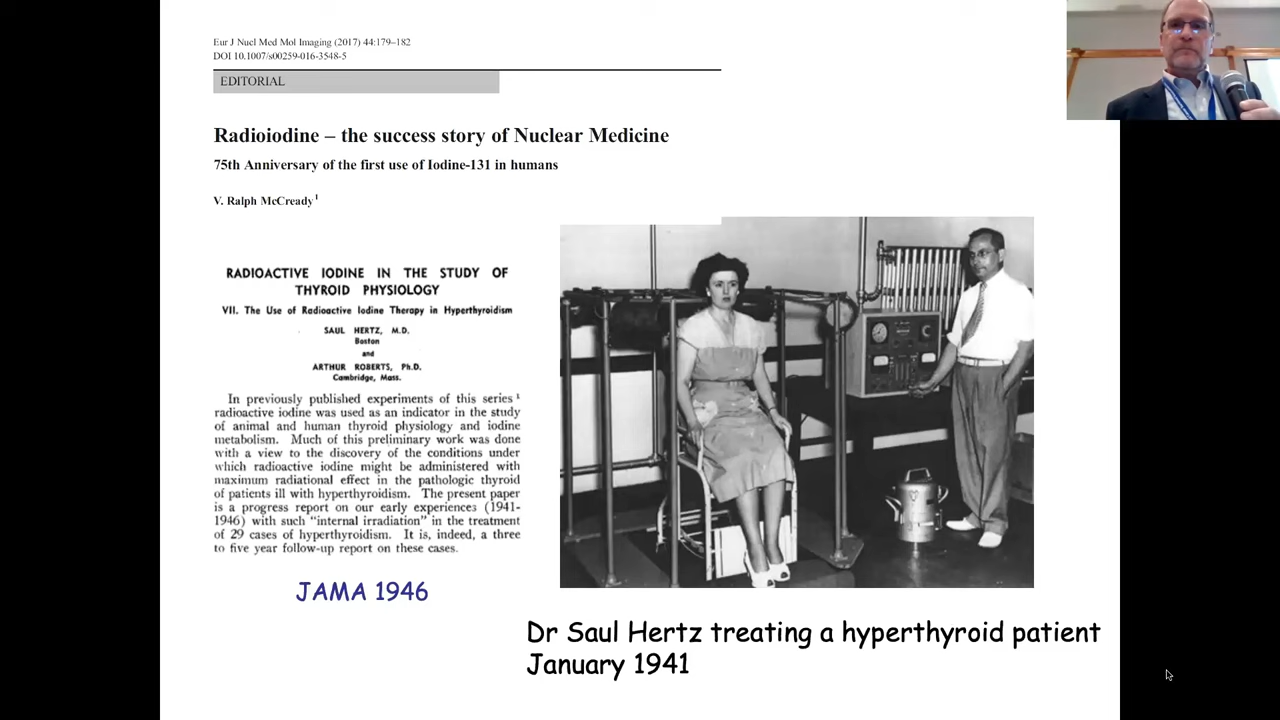 Eur J Nucl Med Mol Imaging (2017) 44:179–182
DOI 10.1007/s00259-016-3548-5
EDITORIAL
Radioiodine – the success story of Nuclear Medicine
75th Anniversary of the first use of Iodine-131 in humans
V. Ralph McCready 1
RADIOACTIVE IODINE IN THE STUDY OF
THYROID PHYSIOLOGY
VII. The Use of Radioactive Iodine Therapy in Hyperthyroidism
SAUL HERTZ, M.D.
Boston
and
ARTHUR ROBERTS, Ph.D.
Cambridge, Mass.
In previously published experiments of this series 1
radioactive iodine was used as an indicator in the study
of animal and human thyroid physiology and iodine
metabolism. Much of this preliminary work was done
with a view to the discovery of the conditions under
which radioactive iodine might be administered with
maximum radiational effect in the pathologic thyroid
of patients ill with hyperthyroidism. The present paper
is a progress report on our early experiences (1941-
1946) with such "internal irradiation" in the treatment
of 29 cases of hyperthyroidism. It is, indeed, a three
to five year follow-up report on these cases.
JAMA 1946
Dr Saul Hertz treating a hyperthyroid patient
January 1941